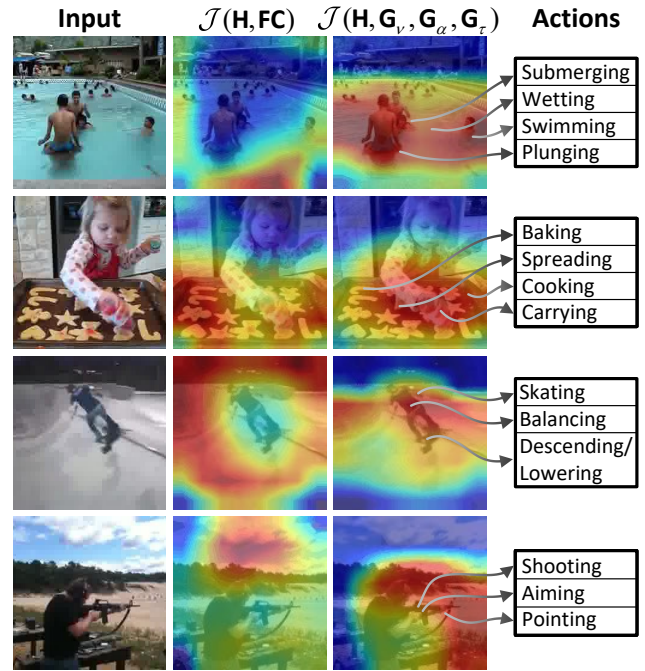 Input
𝒥(H, FC)
𝒥(H, G_ν, G_α, G_τ)
Actions
Submerging
Wetting
Swimming
Plunging
Baking
Spreading
Cooking
Carrying
Skating
Balancing
Descending/
Lowering
Shooting
Aiming
Pointing